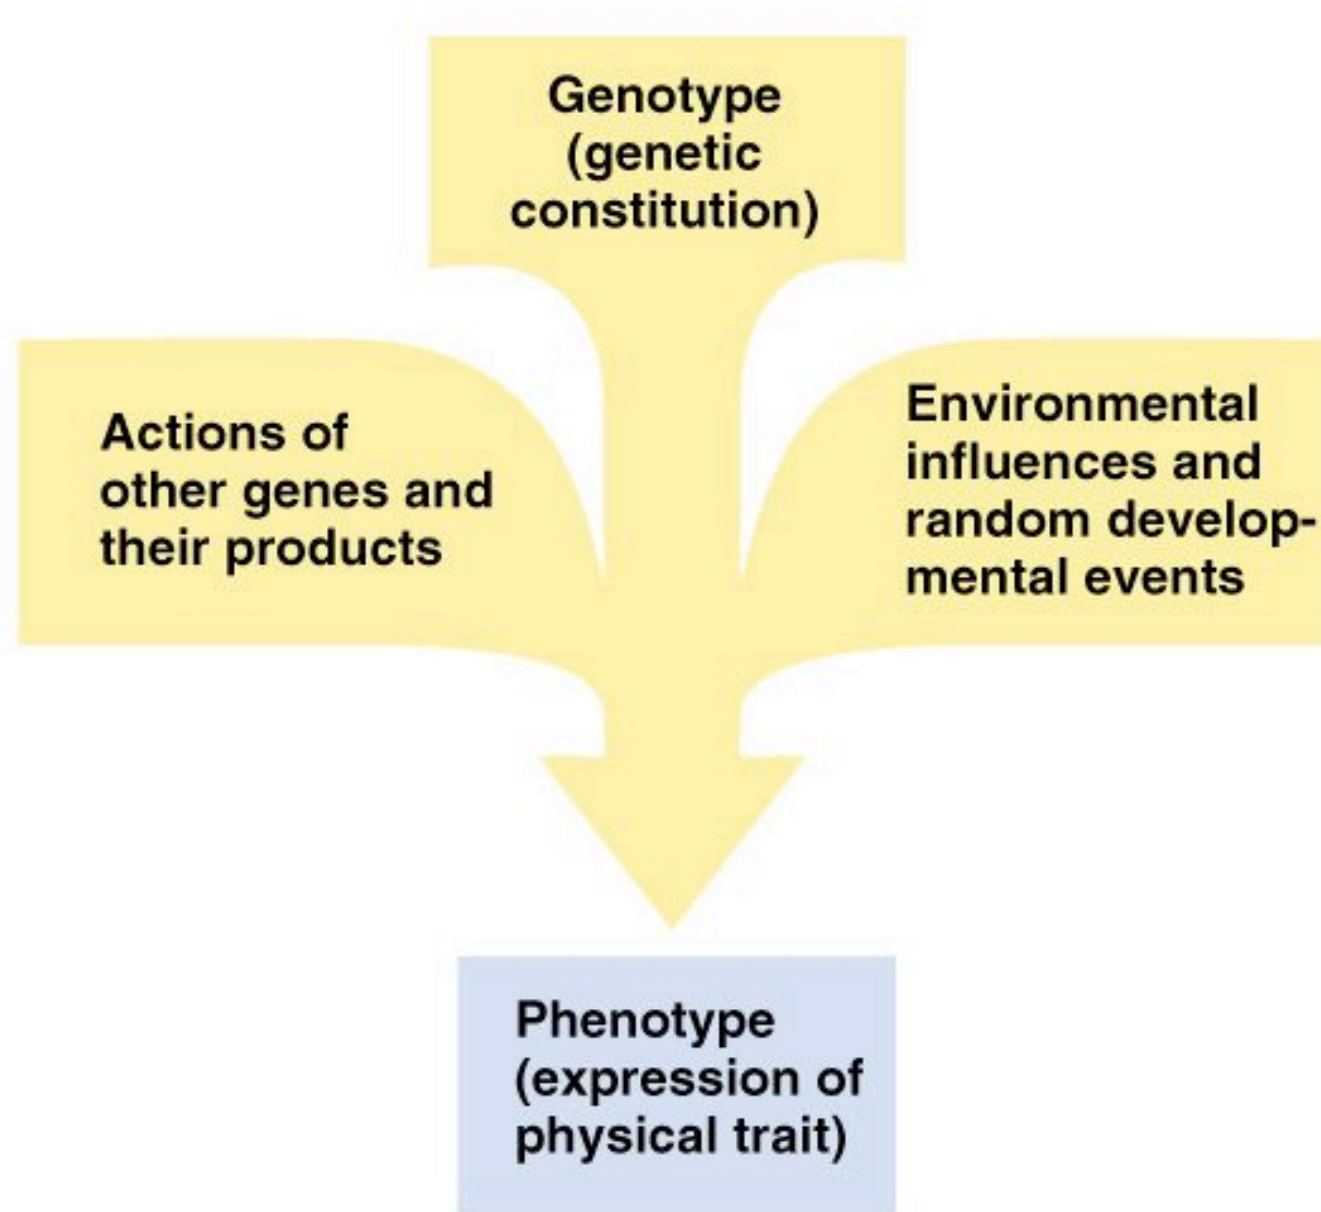 Genotype
(genetic
constitution)
Actions of
other genes and
their products
Environmental
influences and
random develop-
mental events
Phenotype
(expression of
physical trait)